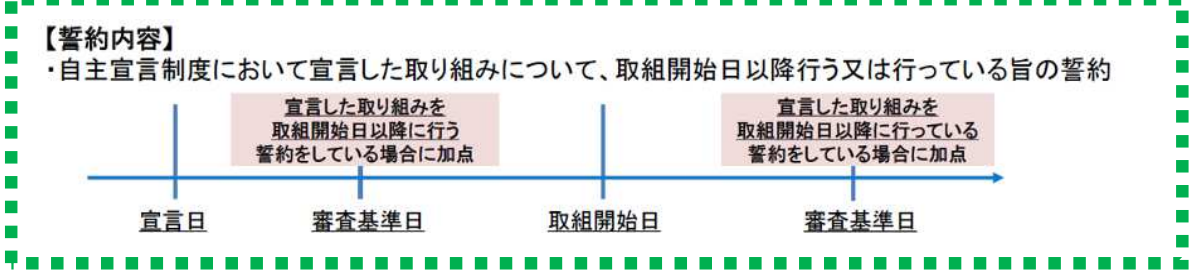 【誓約内容】
・自主宣言制度において宣言した取り組みについて、取組開始日以降行う又は行っている旨の誓約
宣言した取り組みを
取組開始日以降に行う
誓約をしている場合に加点
宣言した取り組みを
取組開始日以降に行っている
誓約をしている場合に加点
宣言日
審査基準日
取組開始日
審査基準日